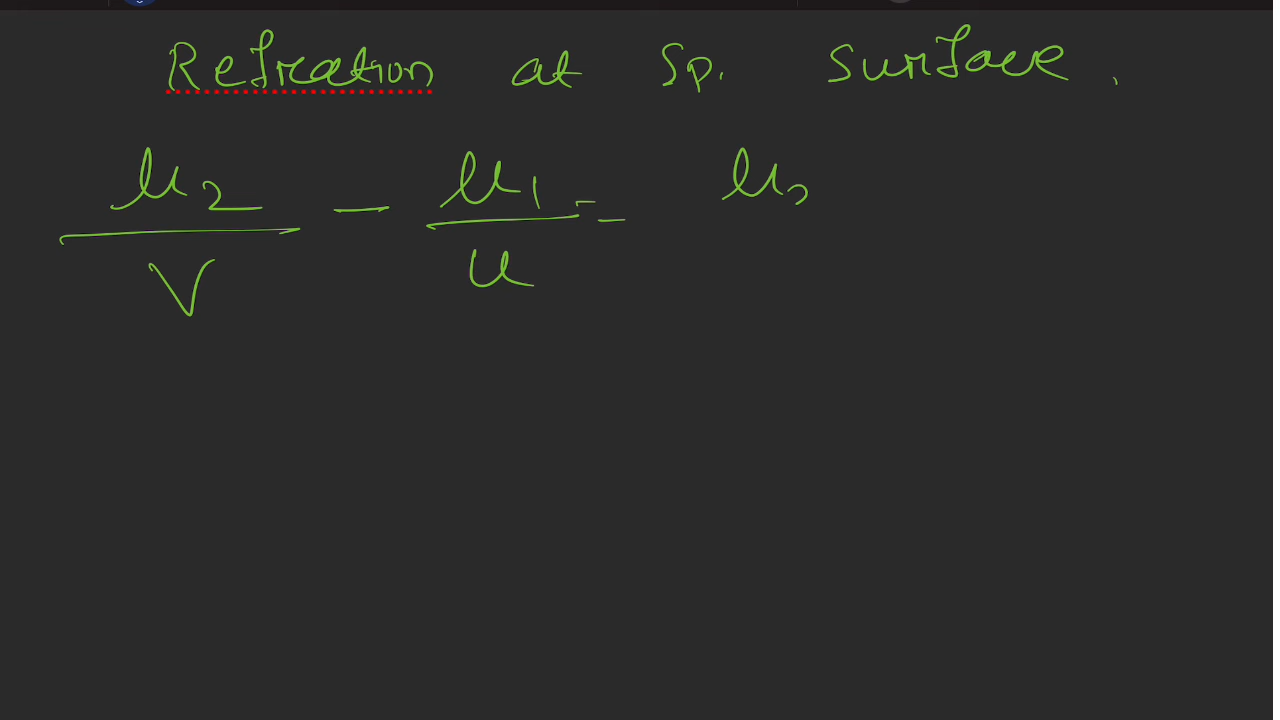 Refraction at Sp. surface.
μ₂/V - μ₁/u = μ₂